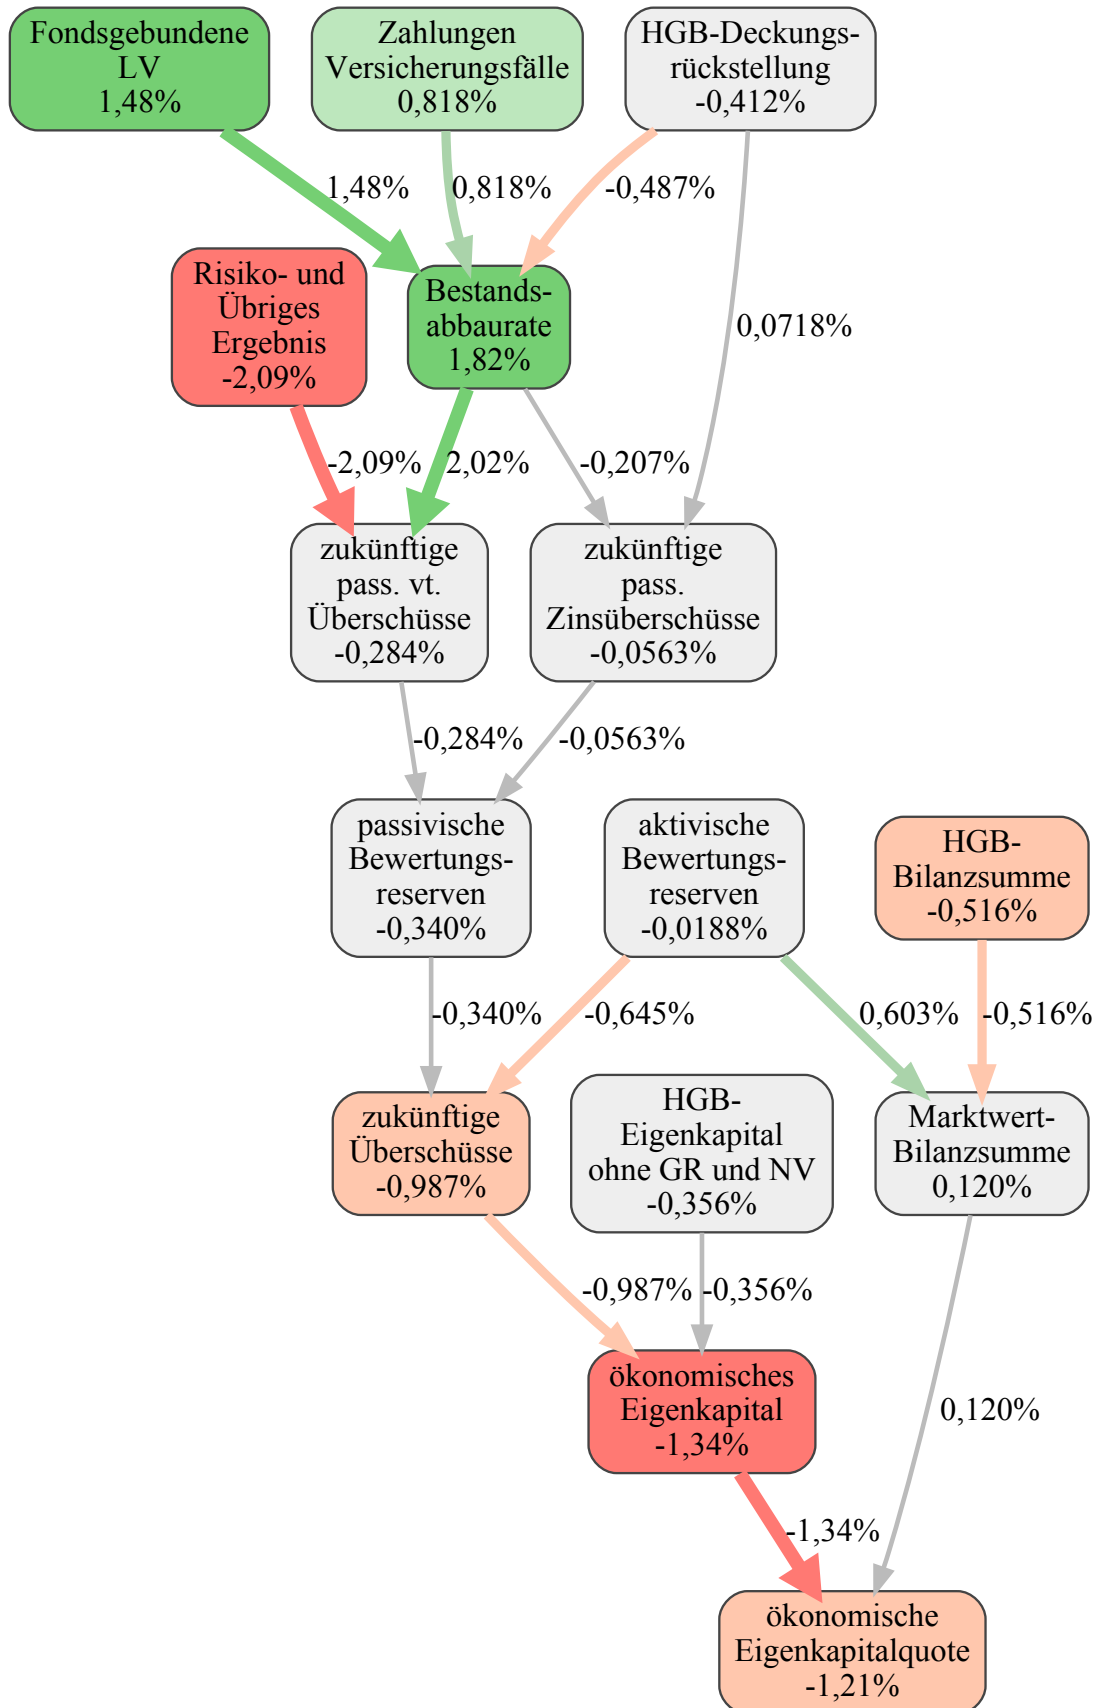 Fondsgebundene
LV
1,48%
Zahlungen
Versicherungsfälle
0,818%
HGB-Deckungs-
rückstellung
-0,412%
1,48%
0,818%
-0,487%
Risiko- und
Übriges
Ergebnis
-2,09%
Bestands-
abbaurate
1,82%
0,0718%
-2,09%
2,02%
-0,207%
zukünftige
pass. vt.
Überschüsse
-0,284%
zukünftige
pass.
Zinsüberschüsse
-0,0563%
-0,284%
-0,0563%
passivische
Bewertungs-
reserven
-0,340%
aktivische
Bewertungs-
reserven
-0,0188%
HGB-
Bilanzsumme
-0,516%
-0,340%
-0,645%
0,603%
-0,516%
zukünftige
Überschüsse
-0,987%
HGB-
Eigenkapital
ohne GR und NV
-0,356%
Marktwert-
Bilanzsumme
0,120%
-0,987%
-0,356%
ökonomisches
Eigenkapital
-1,34%
0,120%
-1,34%
ökonomische
Eigenkapitalquote
-1,21%